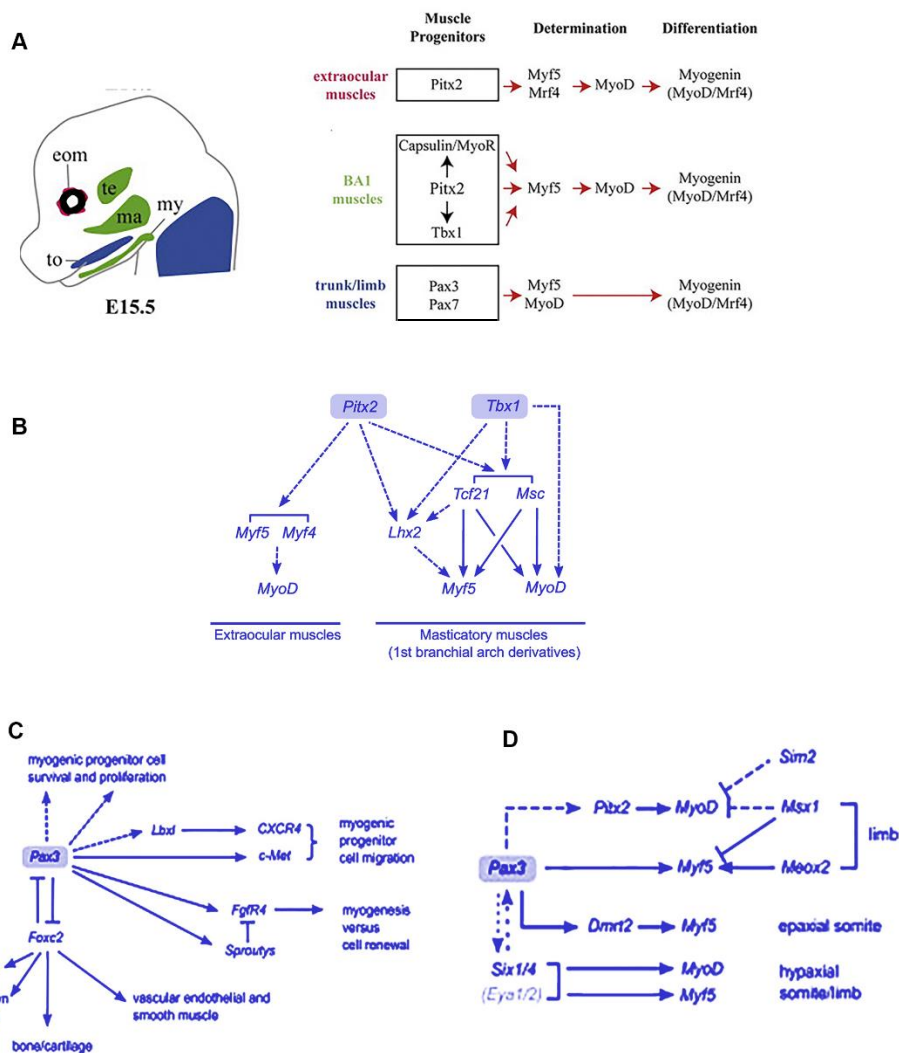 A
Muscle
Progenitors
Determination
Differentiation
extraocular
muscles
Pitx2
Myf5
Mrf4
MyoD
Myogenin
(MyoD/Mrf4)
BA1
muscles
Capsulin/MyoR
Pitx2
Tbx1
Myf5
MyoD
Myogenin
(MyoD/Mrf4)
trunk/limb
muscles
Pax3
Pax7
Myf5
MyoD
Myogenin
(MyoD/Mrf4)
eom
te
ma
my
to
E15.5
B
Pitx2
Tbx1
Tcf21
Msc
Myf5
Myf4
Lhx2
MyoD
Myf5
MyoD
Extraocular muscles
Masticatory muscles
(1st branchial arch derivatives)
C
myogenic progenitor cell
survival and proliferation
Lbxl
CXCR4
Pax3
c-Met
myogenic
progenitor
cell migration
FgfR4
myogenesis
versus
cell renewal
Sproutys
Foxc2
vascular endothelial and
smooth muscle
bone/cartilage
D
Sim2
Pitx2
MyoD
Msx1
limb
Pax3
Myf5
Meox2
Dmrt2
Myf5
epaxial somite
Six1/4
(Eya1/2)
MyoD
Myf5
hypaxial
somite/limb